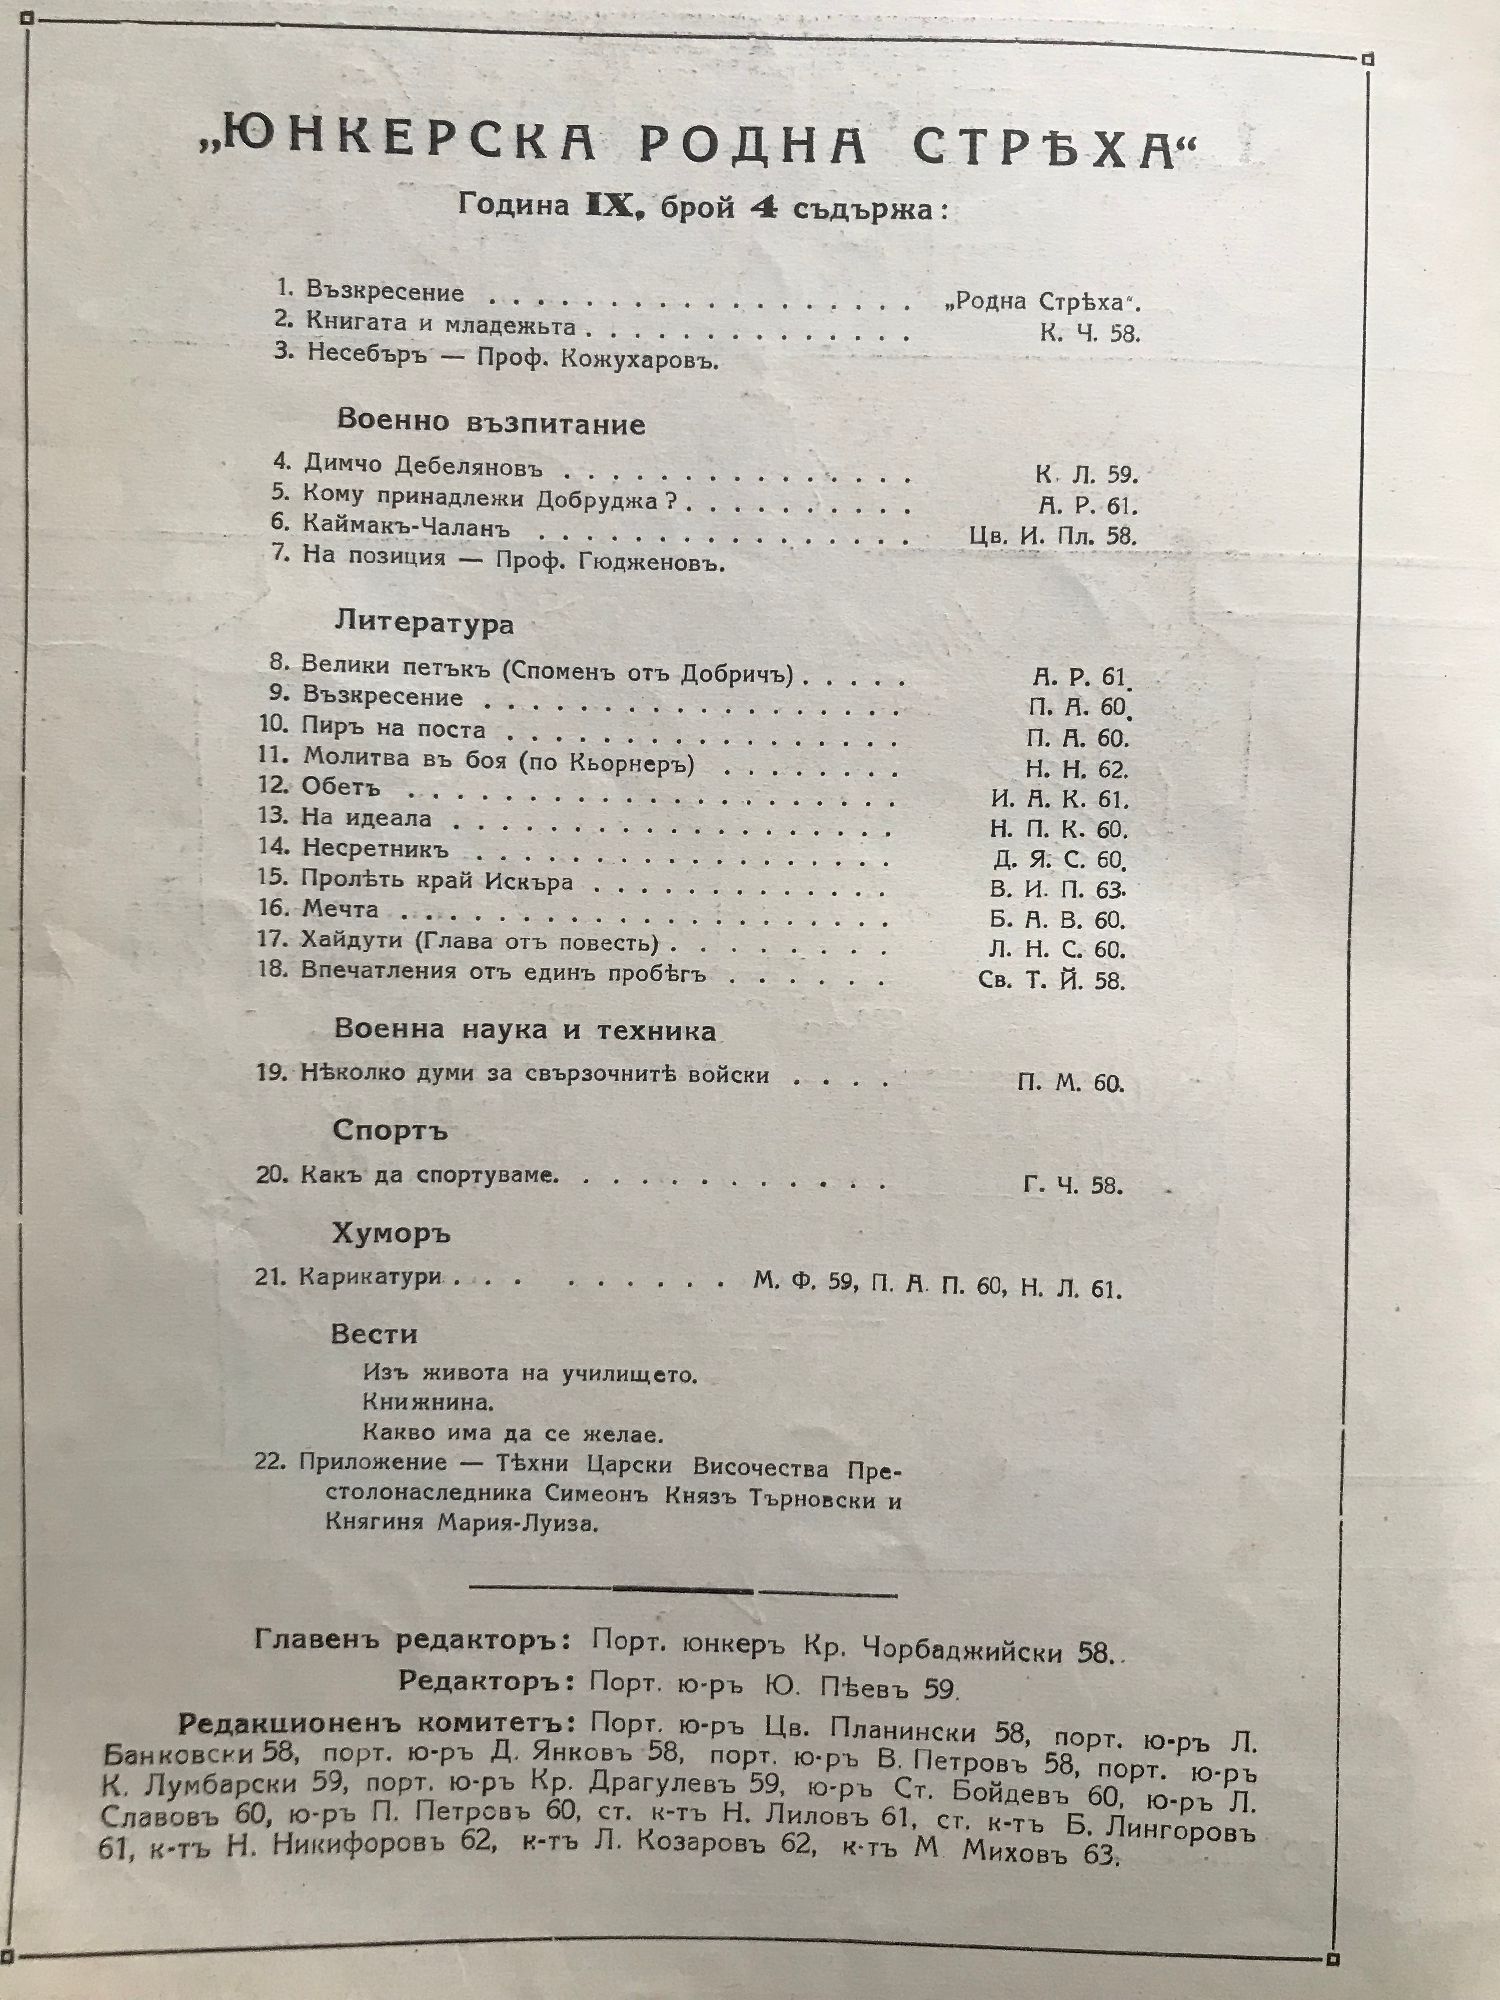 „ЮНКЕРСКА РОДНА СТРѢХА“
Година IX, брой 4 съдържа:
1. Възкресение . . . . . . . . . . . . . . . . . . „Родна Стрѣха“.
2. Книгата и младежьта . . . . . . . . . . . . . . К. Ч. 58.
3. Несебъръ — Проф. Кожухаровъ.
Военно възпитание
4. Димчо Дебеляновъ . . . . . . . . . . . . . . . К. Л. 59.
5. Кому принадлежи Добруджа? . . . . . . . . . . А. Р. 61.
6. Каймакъ-Чаланъ . . . . . . . . . . . . . . . . Цв. И. Пл. 58.
7. На позиция — Проф. Гюдженовъ.
Литература
8. Велики петъкъ (Споменъ отъ Добричъ) . . . . . А. Р. 61.
9. Възкресение . . . . . . . . . . . . . . . . . . П. А. 60.
10. Пиръ на поста . . . . . . . . . . . . . . . . . П. А. 60.
11. Молитва въ боя (по Кьорнеръ) . . . . . . . . Н. Н. 62.
12. Обетъ . . . . . . . . . . . . . . . . . . . . . И. А. К. 61.
13. На идеала . . . . . . . . . . . . . . . . . . . Н. П. К. 60.
14. Несретникъ . . . . . . . . . . . . . . . . . . Д. Я. С. 60.
15. Пролѣть край Искъра . . . . . . . . . . . . . В. И. П. 63.
16. Мечта . . . . . . . . . . . . . . . . . . . . . Б. А. В. 60.
17. Хайдути (Глава отъ повесть) . . . . . . . . Л. Н. С. 60.
18. Впечатления отъ единъ пробѣгъ . . . . . . Св. Т. Й. 58.
Военна наука и техника
19. Нѣколко думи за свързочнитѣ войски . . . . П. М. 60.
Спортъ
20. Какъ да спортуваме. . . . . . . . . . . . . Г. Ч. 58.
Хуморъ
21. Карикатури . . . . . . . . . . М. Ф. 59, П. А. П. 60, Н. Л. 61.
Вести
Изъ живота на училището.
Книжнина.
Какво има да се желае.
22. Приложение — Тѣхни Царски Височества Пре-
столонаследника Симеонъ Князъ Търновски и
Княгиня Мария-Луиза.
Главенъ редакторъ: Порт. юнкеръ Кр. Чорбаджийски 58.
Редакторъ: Порт. ю-ръ Ю. Пѣевъ 59.
Редакционенъ комитетъ: Порт. ю-ръ Цв. Планински 58, порт. ю-ръ Л.
Банковски 58, порт. ю-ръ Д. Янковъ 58, порт. ю-ръ В. Петровъ 58, порт. ю-ръ
К. Лумбарски 59, порт. ю-ръ Кр. Драгулевъ 59, ю-ръ Ст. Бойдевъ 60, ю-ръ Л.
Славовъ 60, ю-ръ П. Петровъ 60, ст. к-тъ Н. Лиловъ 61, ст. к-тъ Б. Лингоровъ
61, к-тъ Н. Никифоровъ 62, к-тъ Л. Козаровъ 62, к-тъ М. Миховъ 63.